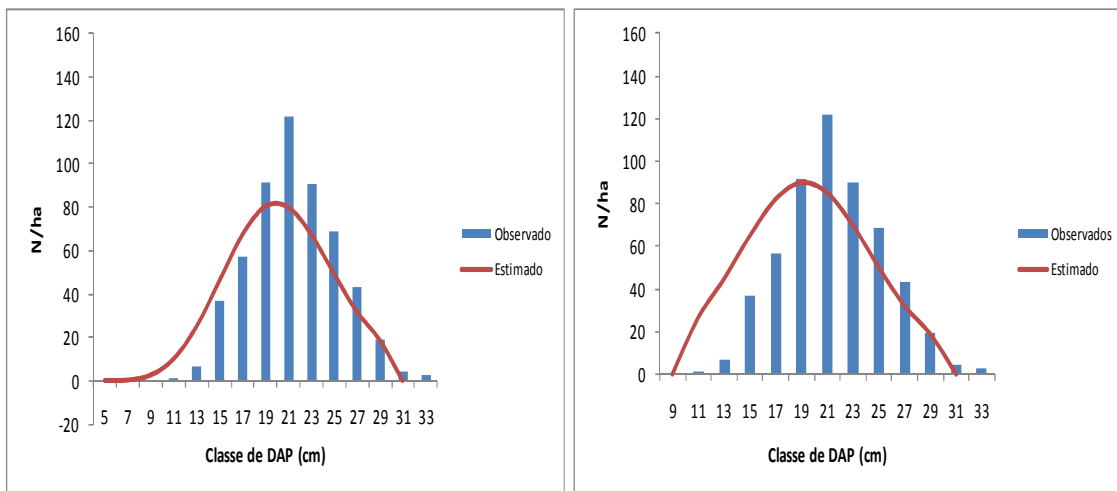 160
140
120
100
80
60
40
20
0
-20
N/ha
5 7 9 11 13 15 17 19 21 23 25 27 29 31 33
Classe de DAP (cm)
Observado
Estimado
160
140
120
100
80
60
40
20
0
N/ha
9 11 13 15 17 19 21 23 25 27 29 31 33
Classe de DAP (cm)
Observados
Estimado